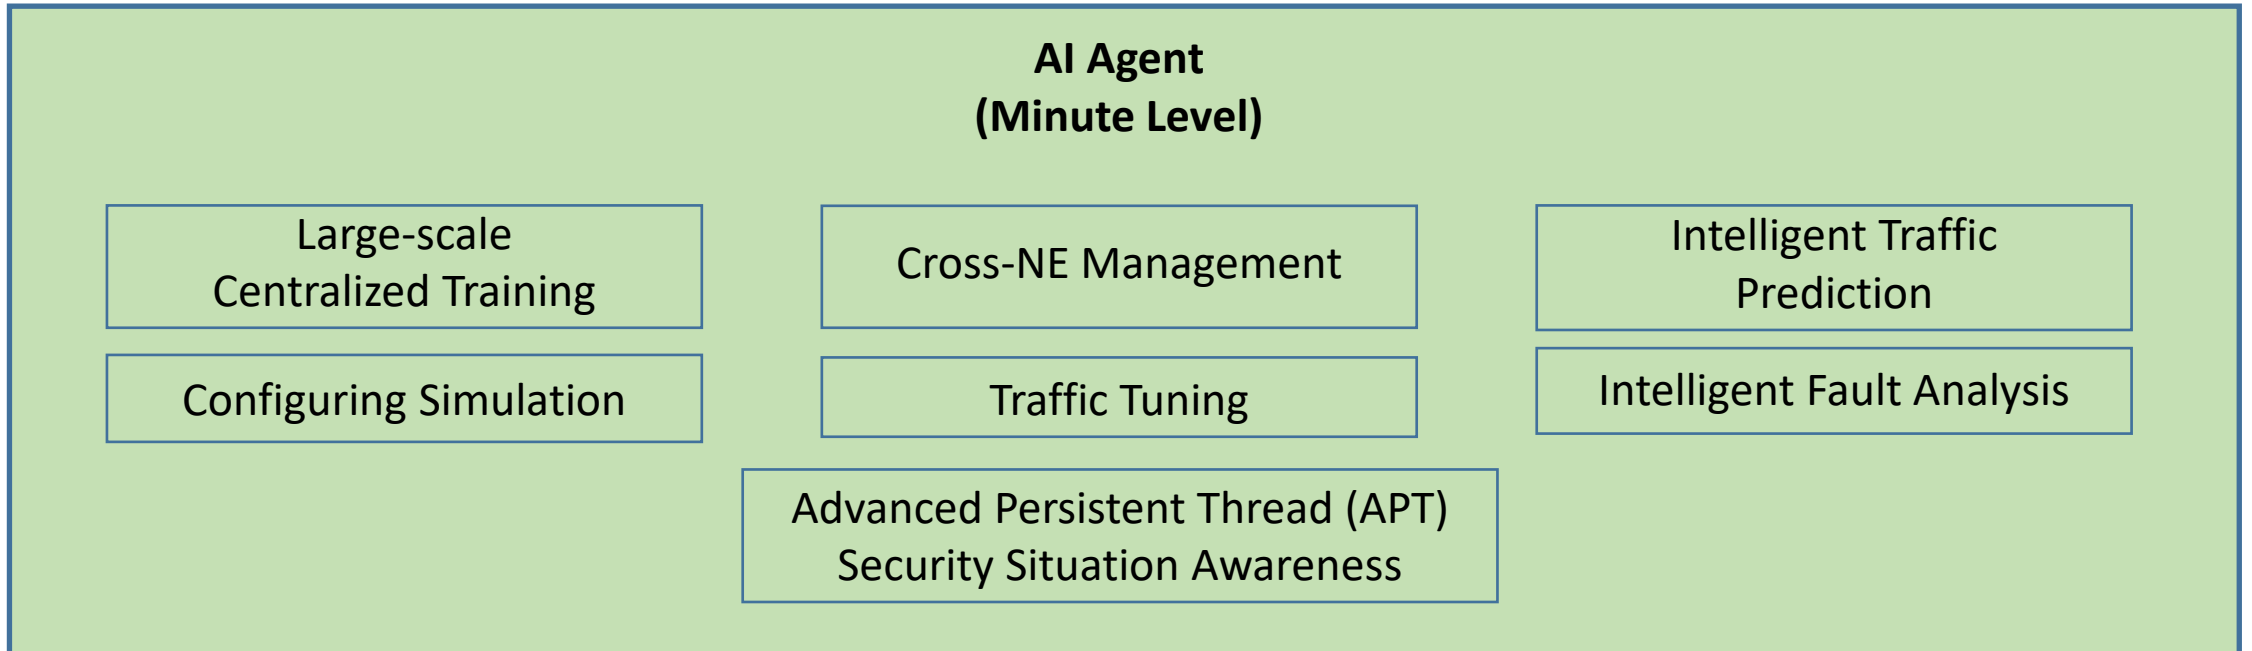 AI Agent
(Minute Level)
Large-scale
Centralized Training
Cross-NE Management
Intelligent Traffic
Prediction
Configuring Simulation
Traffic Tuning
Intelligent Fault Analysis
Advanced Persistent Thread (APT)
Security Situation Awareness